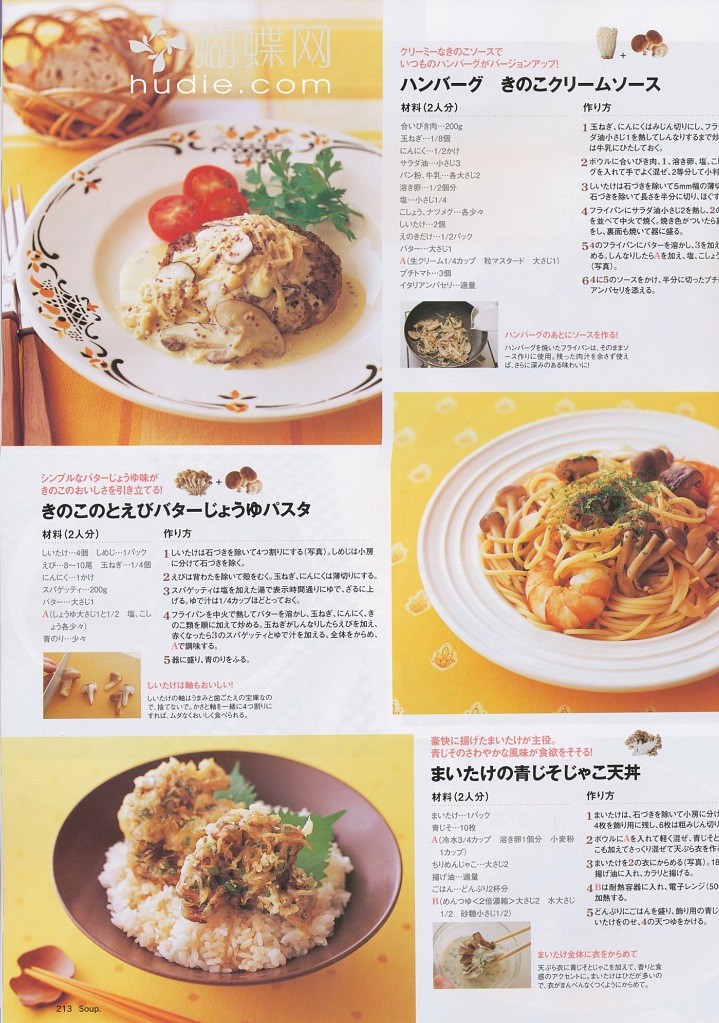 蝴蝶网
hudie.com
クリーミーなきのこソースで
いつものハンバーグがバージョンアップ!
ハンバーグ　きのこクリームソース
材料(2人分)
合いびき肉…200g
玉ねぎ…1/8個
にんにく…1/2かけ
サラダ油…小さじ3
パン粉、牛乳…各大さじ2
溶き卵…1/2個分
塩…小さじ1/4
こしょう、ナツメグ…各少々
しいたけ…2個
えのきだけ…1/2パック
バター…大さじ1
A(生クリーム1/4カップ　粒マスタード　大さじ1)
プチトマト…3個
イタリアンパセリ…適量
作り方
1 玉ねぎ、にんにくはみじん切りにし、フラ
ダ油小さじ1を熱してしんなりするまで炒
は牛乳にひたしておく。
2 ボウルに合いびき肉、1、溶き卵、塩、こし
グを入れて手でよく混ぜ、2等分して小判
3 しいたけは石づきを除いて5mm幅の薄切
石づきを除いて長さを半分に切り、ほぐす
4 フライパンにサラダ油小さじ2を熱し、2の
を並べて中火で焼く。焼き色がついたら裏
をし、裏面も焼いて器に盛る。
5 4のフライパンにバターを溶かし、3を加え
める。しんなりしたらAを加え、塩、こしょう
(写真)。
6 4に5のソースをかけ、半分に切ったプチ
アンパセリを添える。
ハンバーグのあとにソースを作る!
ハンバーグを焼いたフライパンは、そのままソ
ース作りに使用。残った肉汁を余さず使え
ば、さらに深みのある味わいに!
シンプルなバターじょうゆ味が
きのこのおいしさを引き立てる!
きのこのとえびバターじょうゆパスタ
材料(2人分)
しいたけ…4個　しめじ…1パック
えび…8〜10尾　玉ねぎ…1/4個
にんにく…1かけ
スパゲッティ…200g
バター…大さじ1
A(しょうゆ大さじ1と1/2　塩、こし
ょう各少々)
青のり…少々
作り方
1 しいたけは石づきを除いて4つ割りにする(写真)。しめじは小房
に分けて石づきを除く。
2 えびは背わたを除いて殻をむく。玉ねぎ、にんにくは薄切りにする。
3 スパゲッティは塩を加えた湯で表示時間通りにゆで、ざるに上
げる。ゆで汁は1/4カップほどとっておく。
4 フライパンを中火で熱してバターを溶かし、玉ねぎ、にんにく、き
のこ類を順に加えて炒める。玉ねぎがしんなりしたらえびを加え、
赤くなったら3のスパゲッティとゆで汁を加える。全体をからめ、
Aで調味する。
5 器に盛り、青のりをふる。
しいたけは軸もおいしい!
しいたけの軸はうまみと歯ごたえの宝庫なの
で、捨てないで。かさと軸を一緒に4つ割りに
すれば、ムダなくおいしく食べられる。
豪快に揚げたまいたけが主役。
青じそのさわやかな風味が食欲をそそる!
まいたけの青じそじゃこ天丼
材料(2人分)
まいたけ…1パック
青じそ…10枚
A(冷水3/4カップ　溶き卵1個分　小麦粉
1カップ)
ちりめんじゃこ…大さじ2
揚げ油…適量
ごはん…どんぶり2杯分
B(めんつゆ<2倍濃縮>大さじ2　水大さじ
1/2　砂糖小さじ1/2)
作り方
1 まいたけは、石づきを除いて小房に分け
4枚を飾り用に残し、6枚は粗みじん切り
2 ボウルにAを入れて軽く混ぜ、青じそと
こも加えてさっくり混ぜて天ぷら衣を作る
3 まいたけを2の衣にからめる(写真)。18
揚げ油に入れ、カラリと揚げる。
4 Bは耐熱容器に入れ、電子レンジ(50
加熱する。
5 どんぶりにごはんを盛り、飾り用の青じ
いたけをのせ、4の天つゆをかける。
まいたけ全体に衣をからめて
天ぷら衣に青じそとじゃこを加えて、香りと食
感のアクセントに。まいたけはひだが多いの
で、衣がまんべんなくつくようにからめて。
213 Soup.